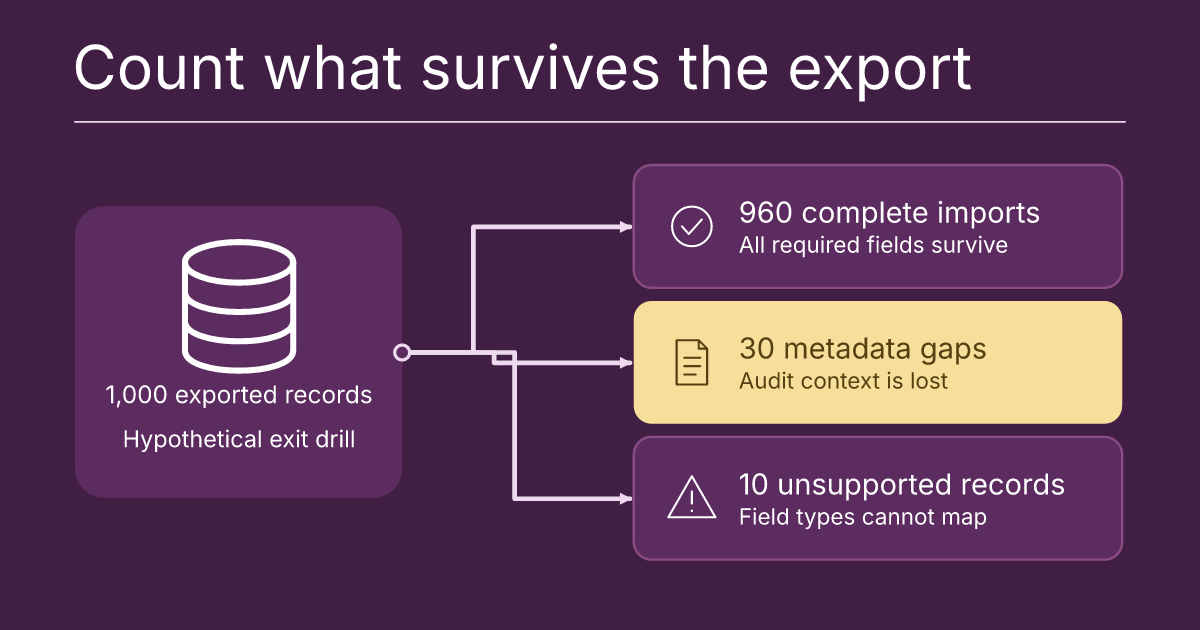 Count what survives the export
1,000 exported records
Hypothetical exit drill
960 complete imports
All required fields survive
30 metadata gaps
Audit context is lost
10 unsupported records
Field types cannot map